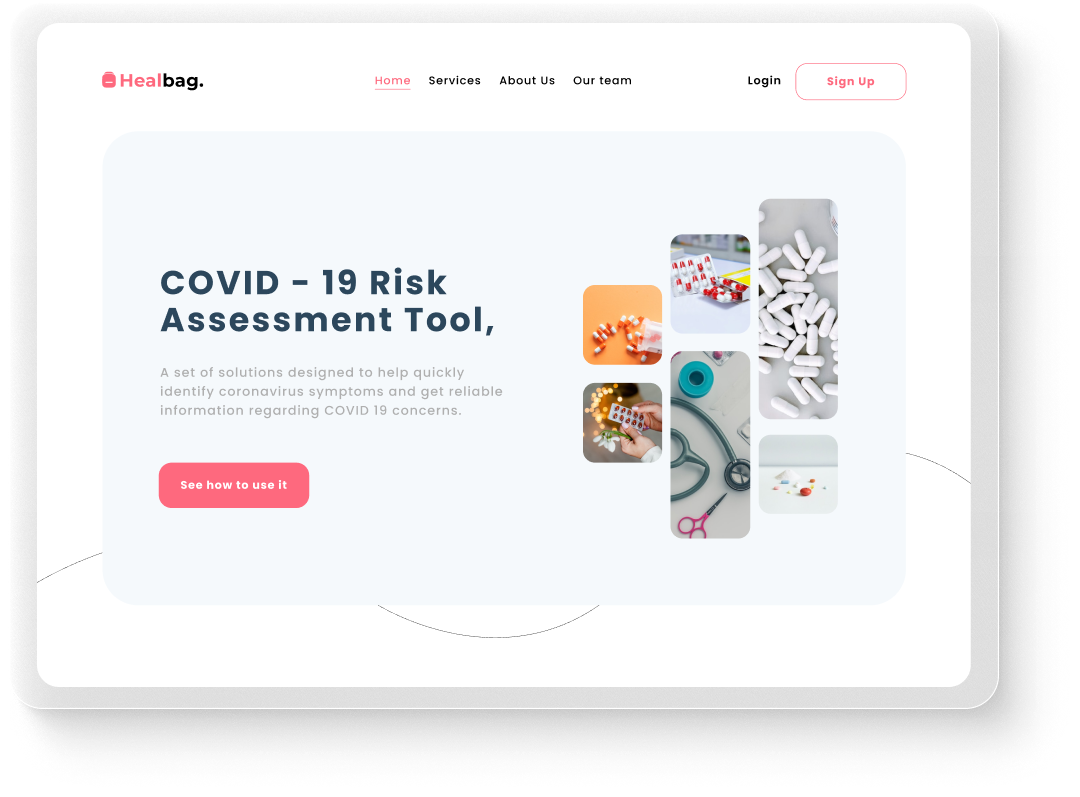 Healbag.
Home Services About Us Our team
Login Sign Up
COVID - 19 Risk
Assessment Tool,
A set of solutions designed to help quickly
identify coronavirus symptoms and get reliable
information regarding COVID 19 concerns.
See how to use it